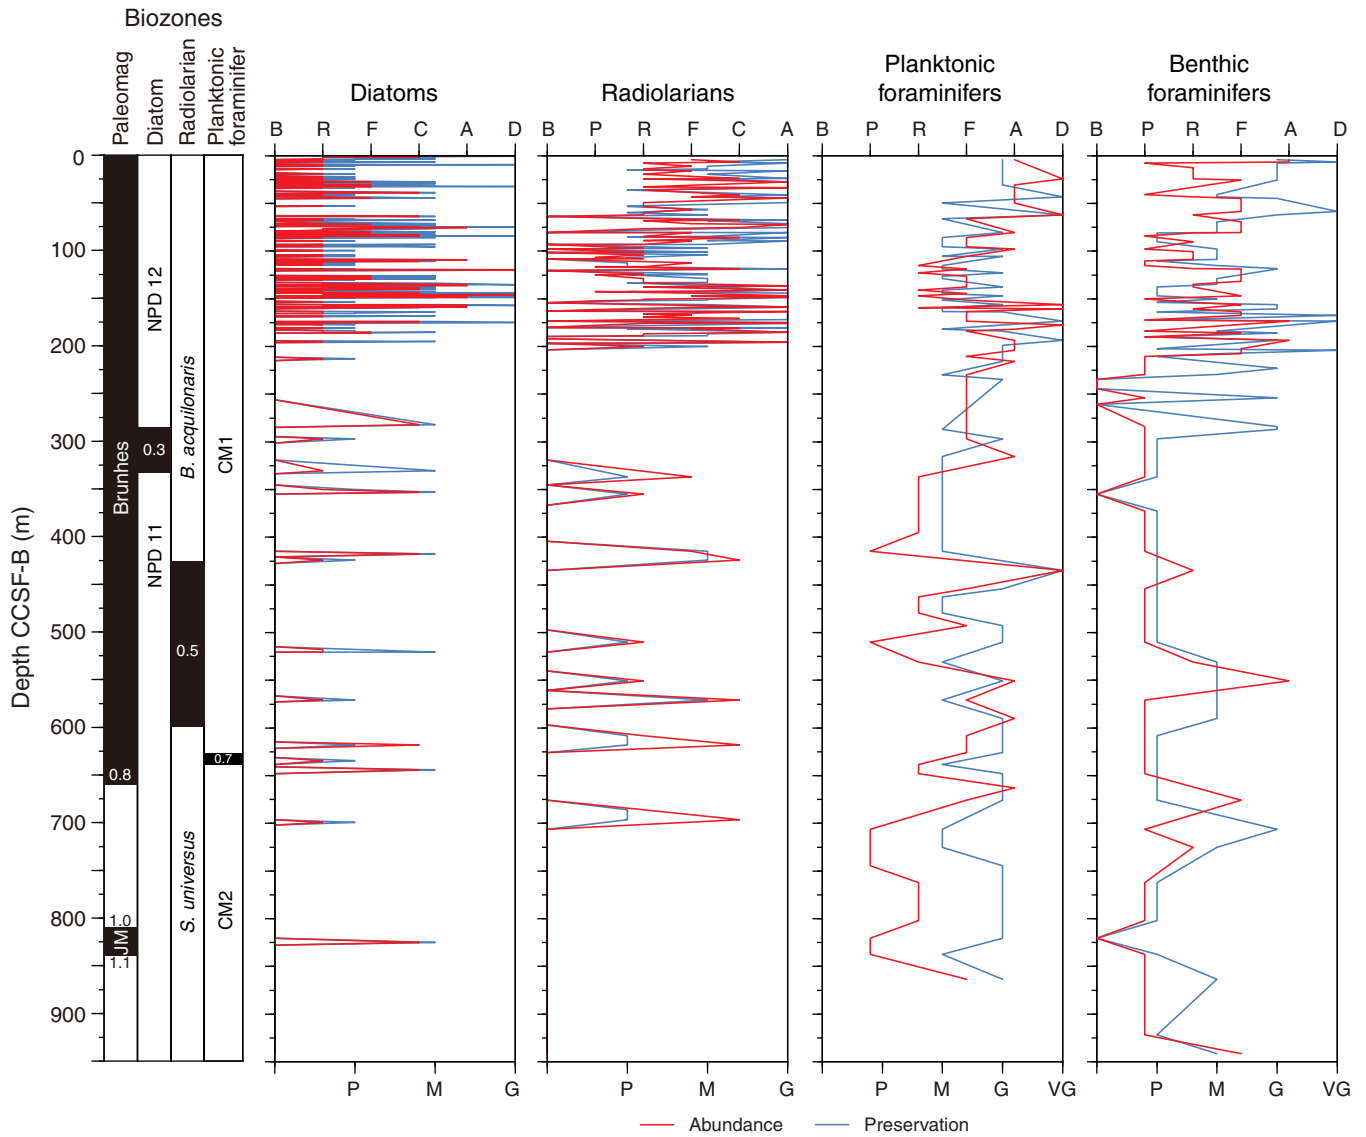 Biozones
Paleomag
Diatom
Radiolarian
Planktonic
foraminifer
Diatoms
Radiolarians
Planktonic
foraminifers
Benthic
foraminifers
B R F C A D
B P R F C A
B P R F A D
B P R F A D
Depth CCSF-B (m)
0
100
200
300
400
500
600
700
800
900
Brunhes
0.8
1.0
JM
1.1
NPD 12
0.3
NPD 11
B. acquilonaris
0.5
S. universus
CM1
0.7
CM2
P M G
P M G
P M G VG
P M G VG
Abundance
Preservation